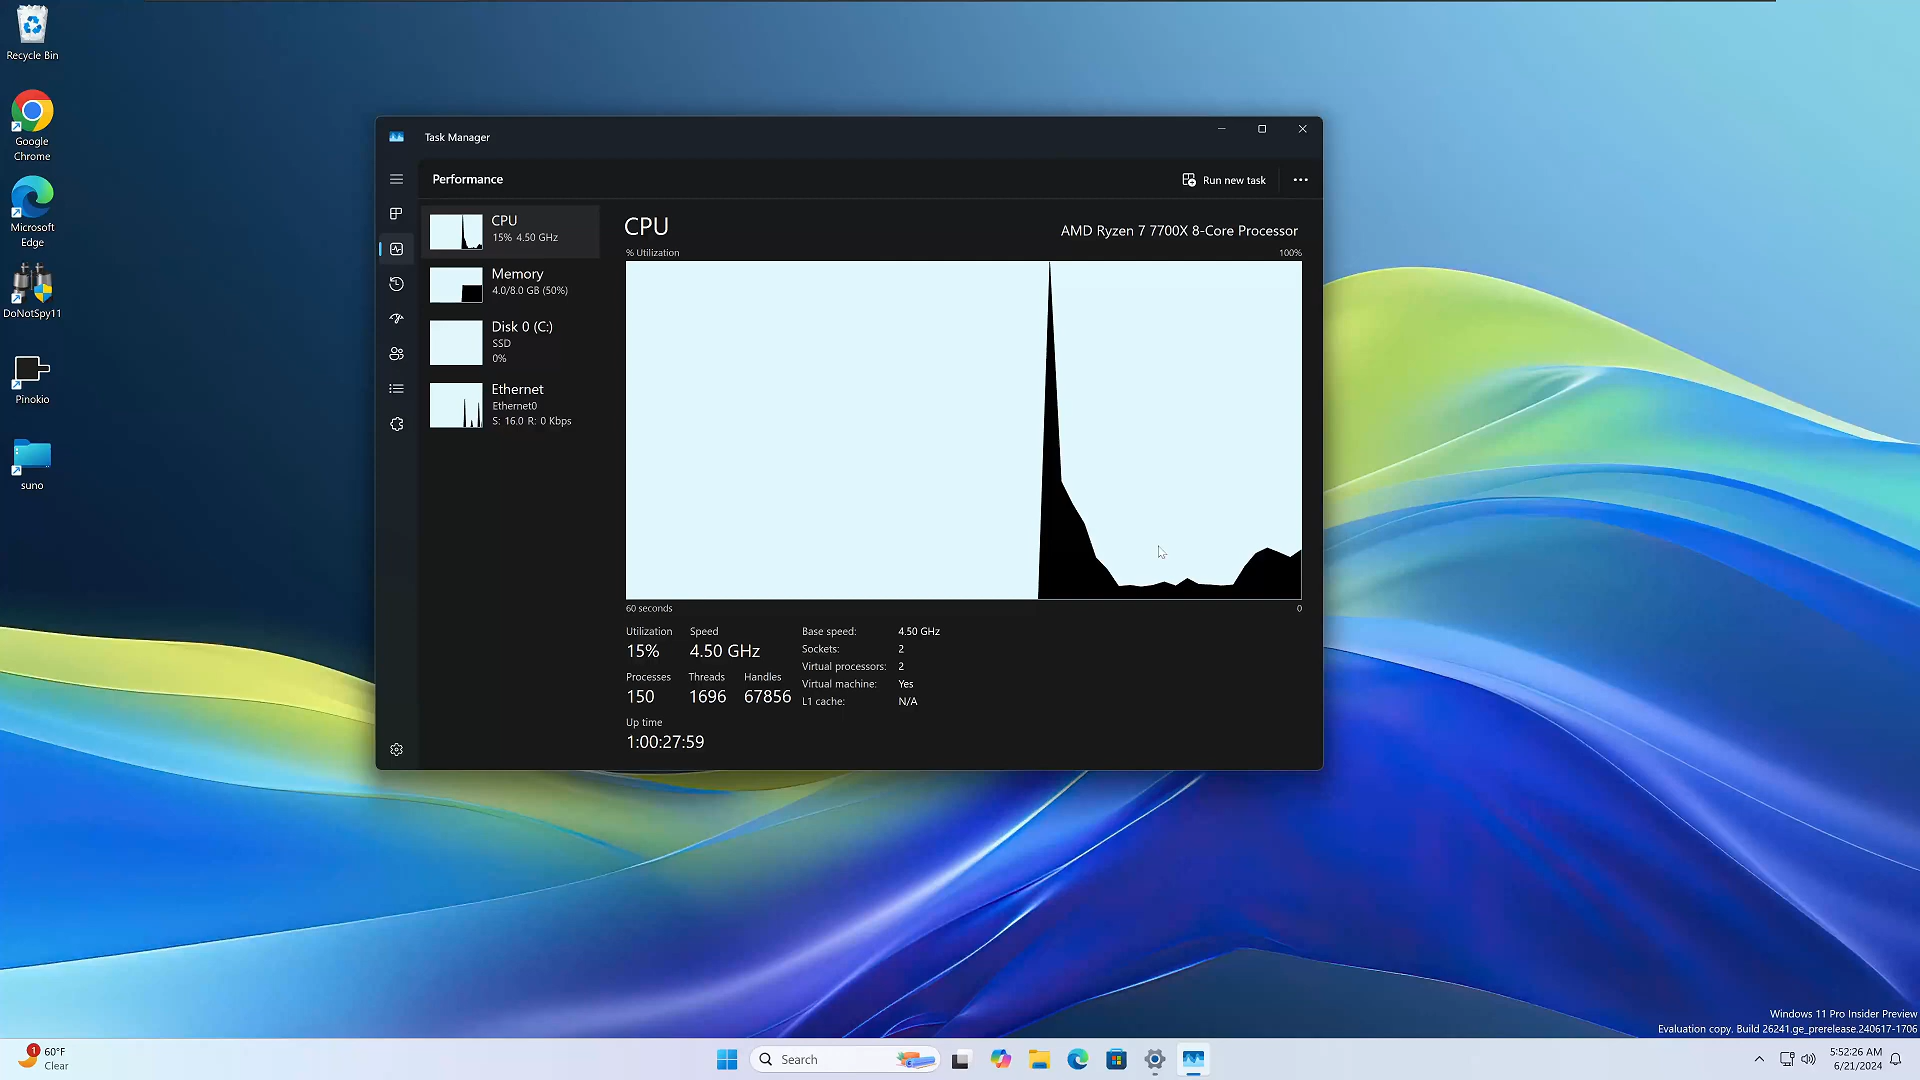 Recycle Bin
Google
Chrome
Microsoft
Edge
DoNotSpy11
Pinokio
suno
Task Manager
Performance
Run new task
CPU
15% 4.50 GHz
Memory
4.0/8.0 GB (50%)
Disk 0 (C:)
SSD
0%
Ethernet
Ethernet0
S: 16.0 R: 0 Kbps
CPU
AMD Ryzen 7 7700X 8-Core Processor
% Utilization
100%
60 seconds
0
Utilization
Speed
15%
4.50 GHz
Processes
Threads
Handles
150
1696
67856
Up time
1:00:27:59
Base speed:
4.50 GHz
Sockets:
2
Virtual processors:
2
Virtual machine:
Yes
L1 cache:
N/A
Windows 11 Pro Insider Preview
Evaluation copy. Build 26241.ge_prerelease.240617-1706
1
60°F
Clear
Search
5:52:26 AM
6/21/2024